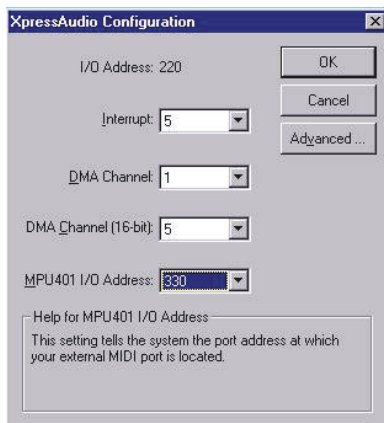 XpressAudio Configuration
I/O Address: 220
OK
Interrupt: 5
Cancel
Advanced ...
DMA Channel: 1
DMA Channel (16-bit): 5
MPU401 I/O Address: 330
Help for MPU401 I/O Address
This setting tells the system the port address at which
your external MIDI port is located.